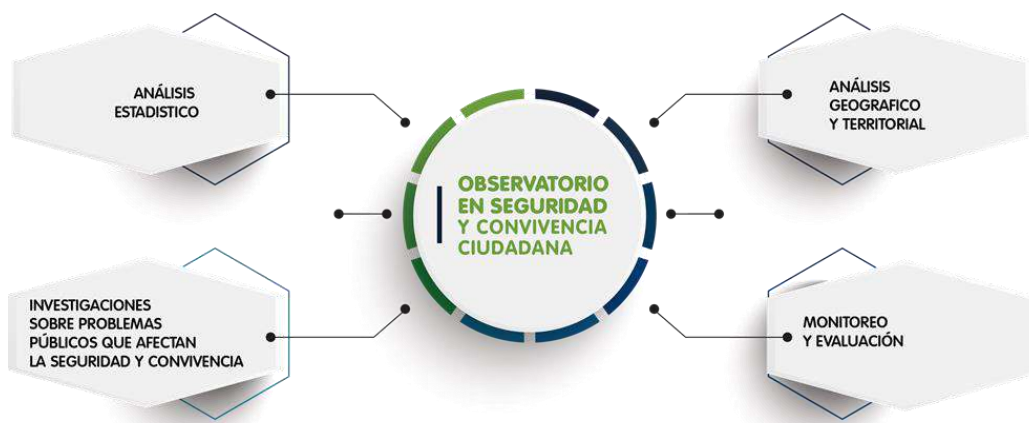 ANÁLISIS
ESTADISTICO
ANÁLISIS
GEOGRAFICO
Y TERRITORIAL
OBSERVATORIO
EN SEGURIDAD
Y CONVIVENCIA
CIUDADANA
INVESTIGACIONES
SOBRE PROBLEMAS
PÚBLICOS QUE AFECTAN
LA SEGURIDAD Y CONVIVENCIA
MONITOREO
Y EVALUACIÓN